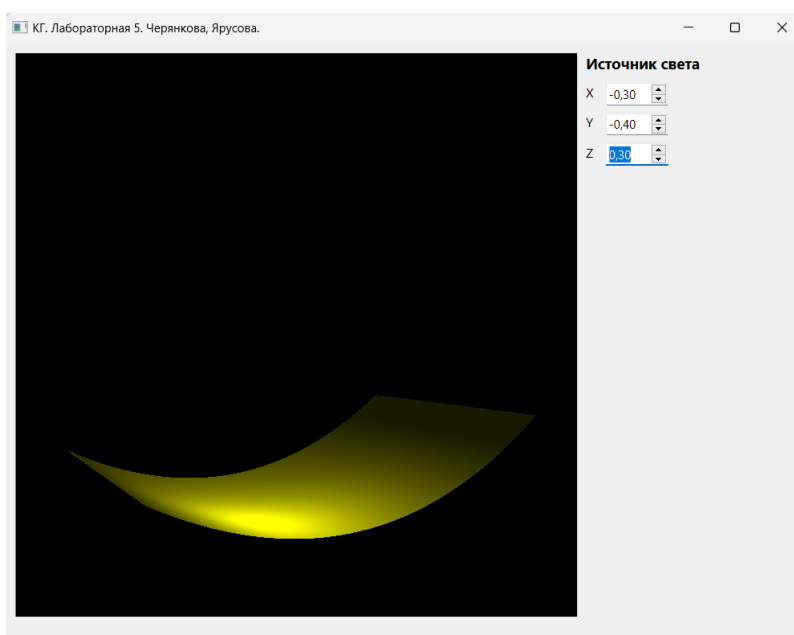 КГ. Лабораторная 5. Черянкова, Ярусова.
Источник света
X -0,30
Y -0,40
Z 0,30